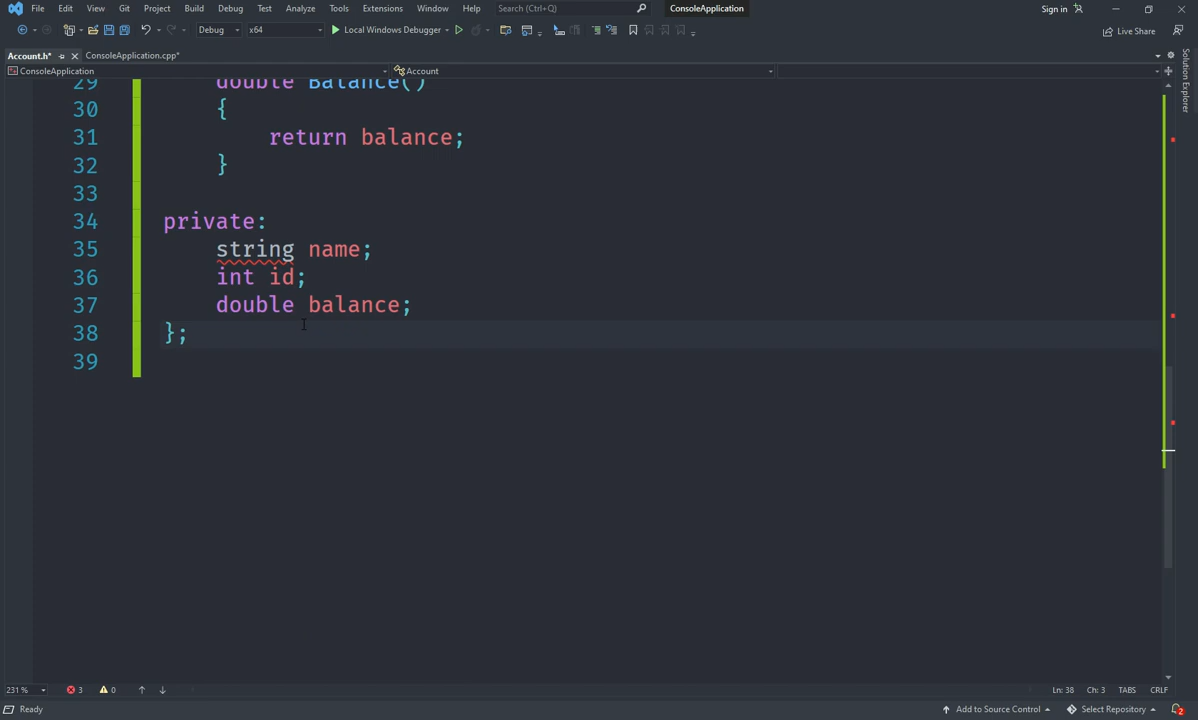 File Edit View Git Project Build Debug Test Analyze Tools Extensions Window Help Search (Ctrl+Q) ConsoleApplication Sign in
Debug x64 Local Windows Debugger Live Share
Account.h* ConsoleApplication.cpp*
ConsoleApplication Account
Solution Explorer
29 double Balance()
30 {
31 return balance;
32 }
33
34 private:
35 string name;
36 int id;
37 double balance;
38 };
39
231 % 3 0 Ln: 38 Ch: 3 TABS CRLF
Ready Add to Source Control Select Repository 2